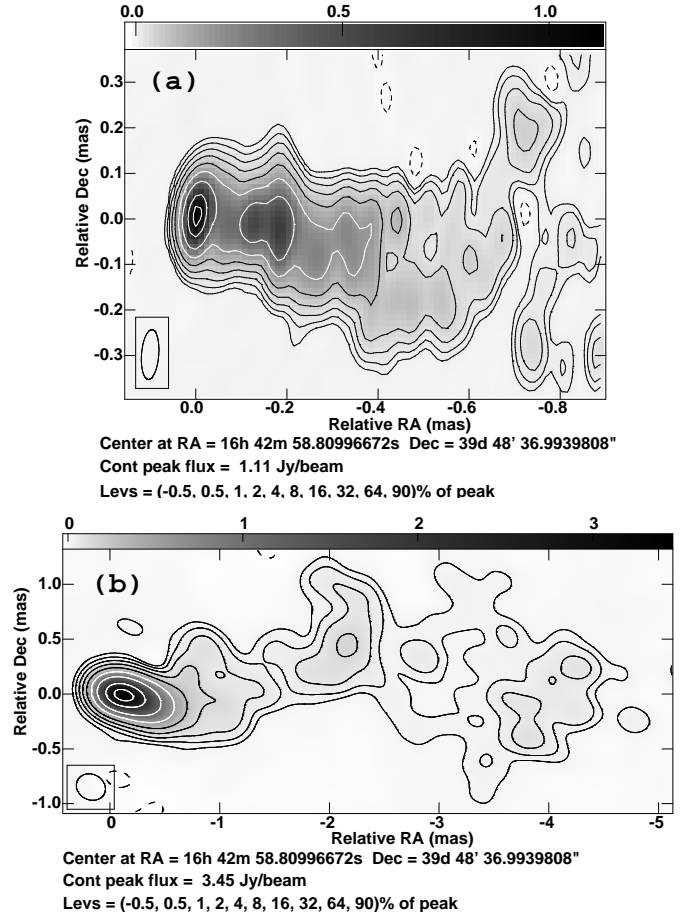 0.0 0.5 1.0
(a)
0.3
0.2
0.1
0.0
-0.1
-0.2
-0.3
Relative Dec (mas)
0.0 -0.2 -0.4 -0.6 -0.8
Relative RA (mas)
Center at RA = 16h 42m 58.80996672s Dec = 39d 48' 36.9939808"
Cont peak flux = 1.11 Jy/beam
Levs = (-0.5, 0.5, 1, 2, 4, 8, 16, 32, 64, 90)% of peak
0 1 2 3
(b)
1.0
0.5
0.0
-0.5
-1.0
Relative Dec (mas)
0 -1 -2 -3 -4 -5
Relative RA (mas)
Center at RA = 16h 42m 58.80996672s Dec = 39d 48' 36.9939808"
Cont peak flux = 3.45 Jy/beam
Levs = (-0.5, 0.5, 1, 2, 4, 8, 16, 32, 64, 90)% of peak